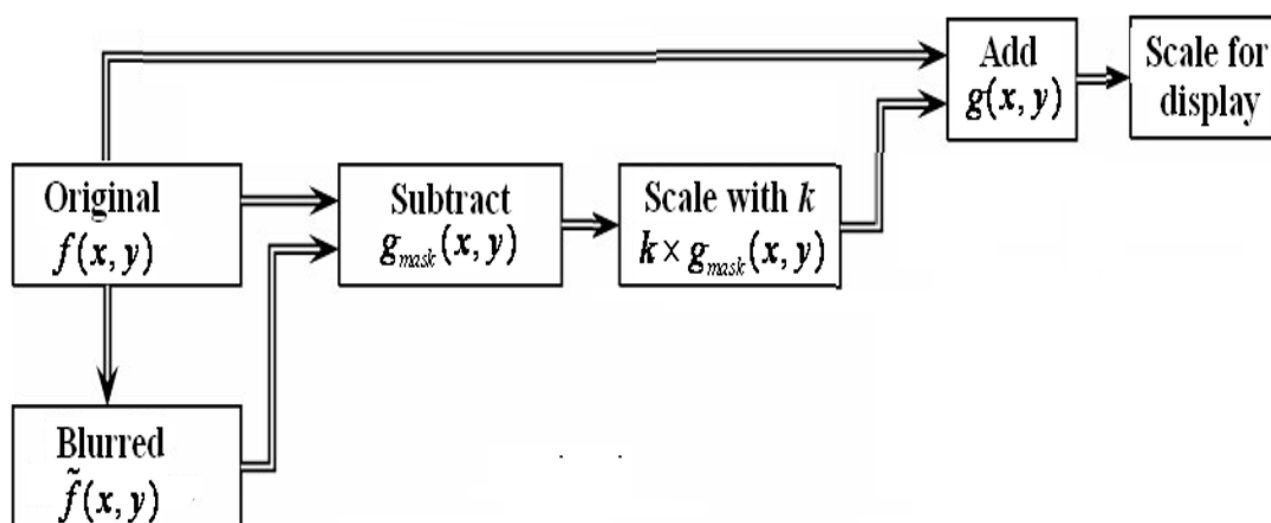 Add
g(x, y)
Scale for
display
Original
f(x, y)
Subtract
g_mask(x, y)
Scale with k
k × g_mask(x, y)
Blurred
f̃(x, y)